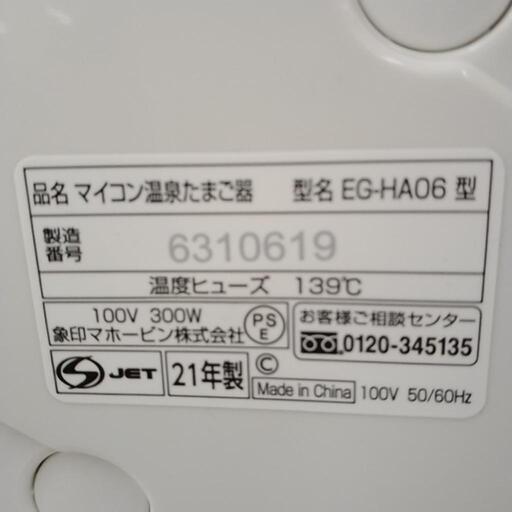 品名 マイコン温泉たまご器 型名 EG-HA06 型
製造番号 6310619
温度ヒューズ 139℃
100V 300W
象印マホービン株式会社
PSE
お客様ご相談センター
0120-345135
S JET
21年製
©
Made in China
100V 50/60Hz